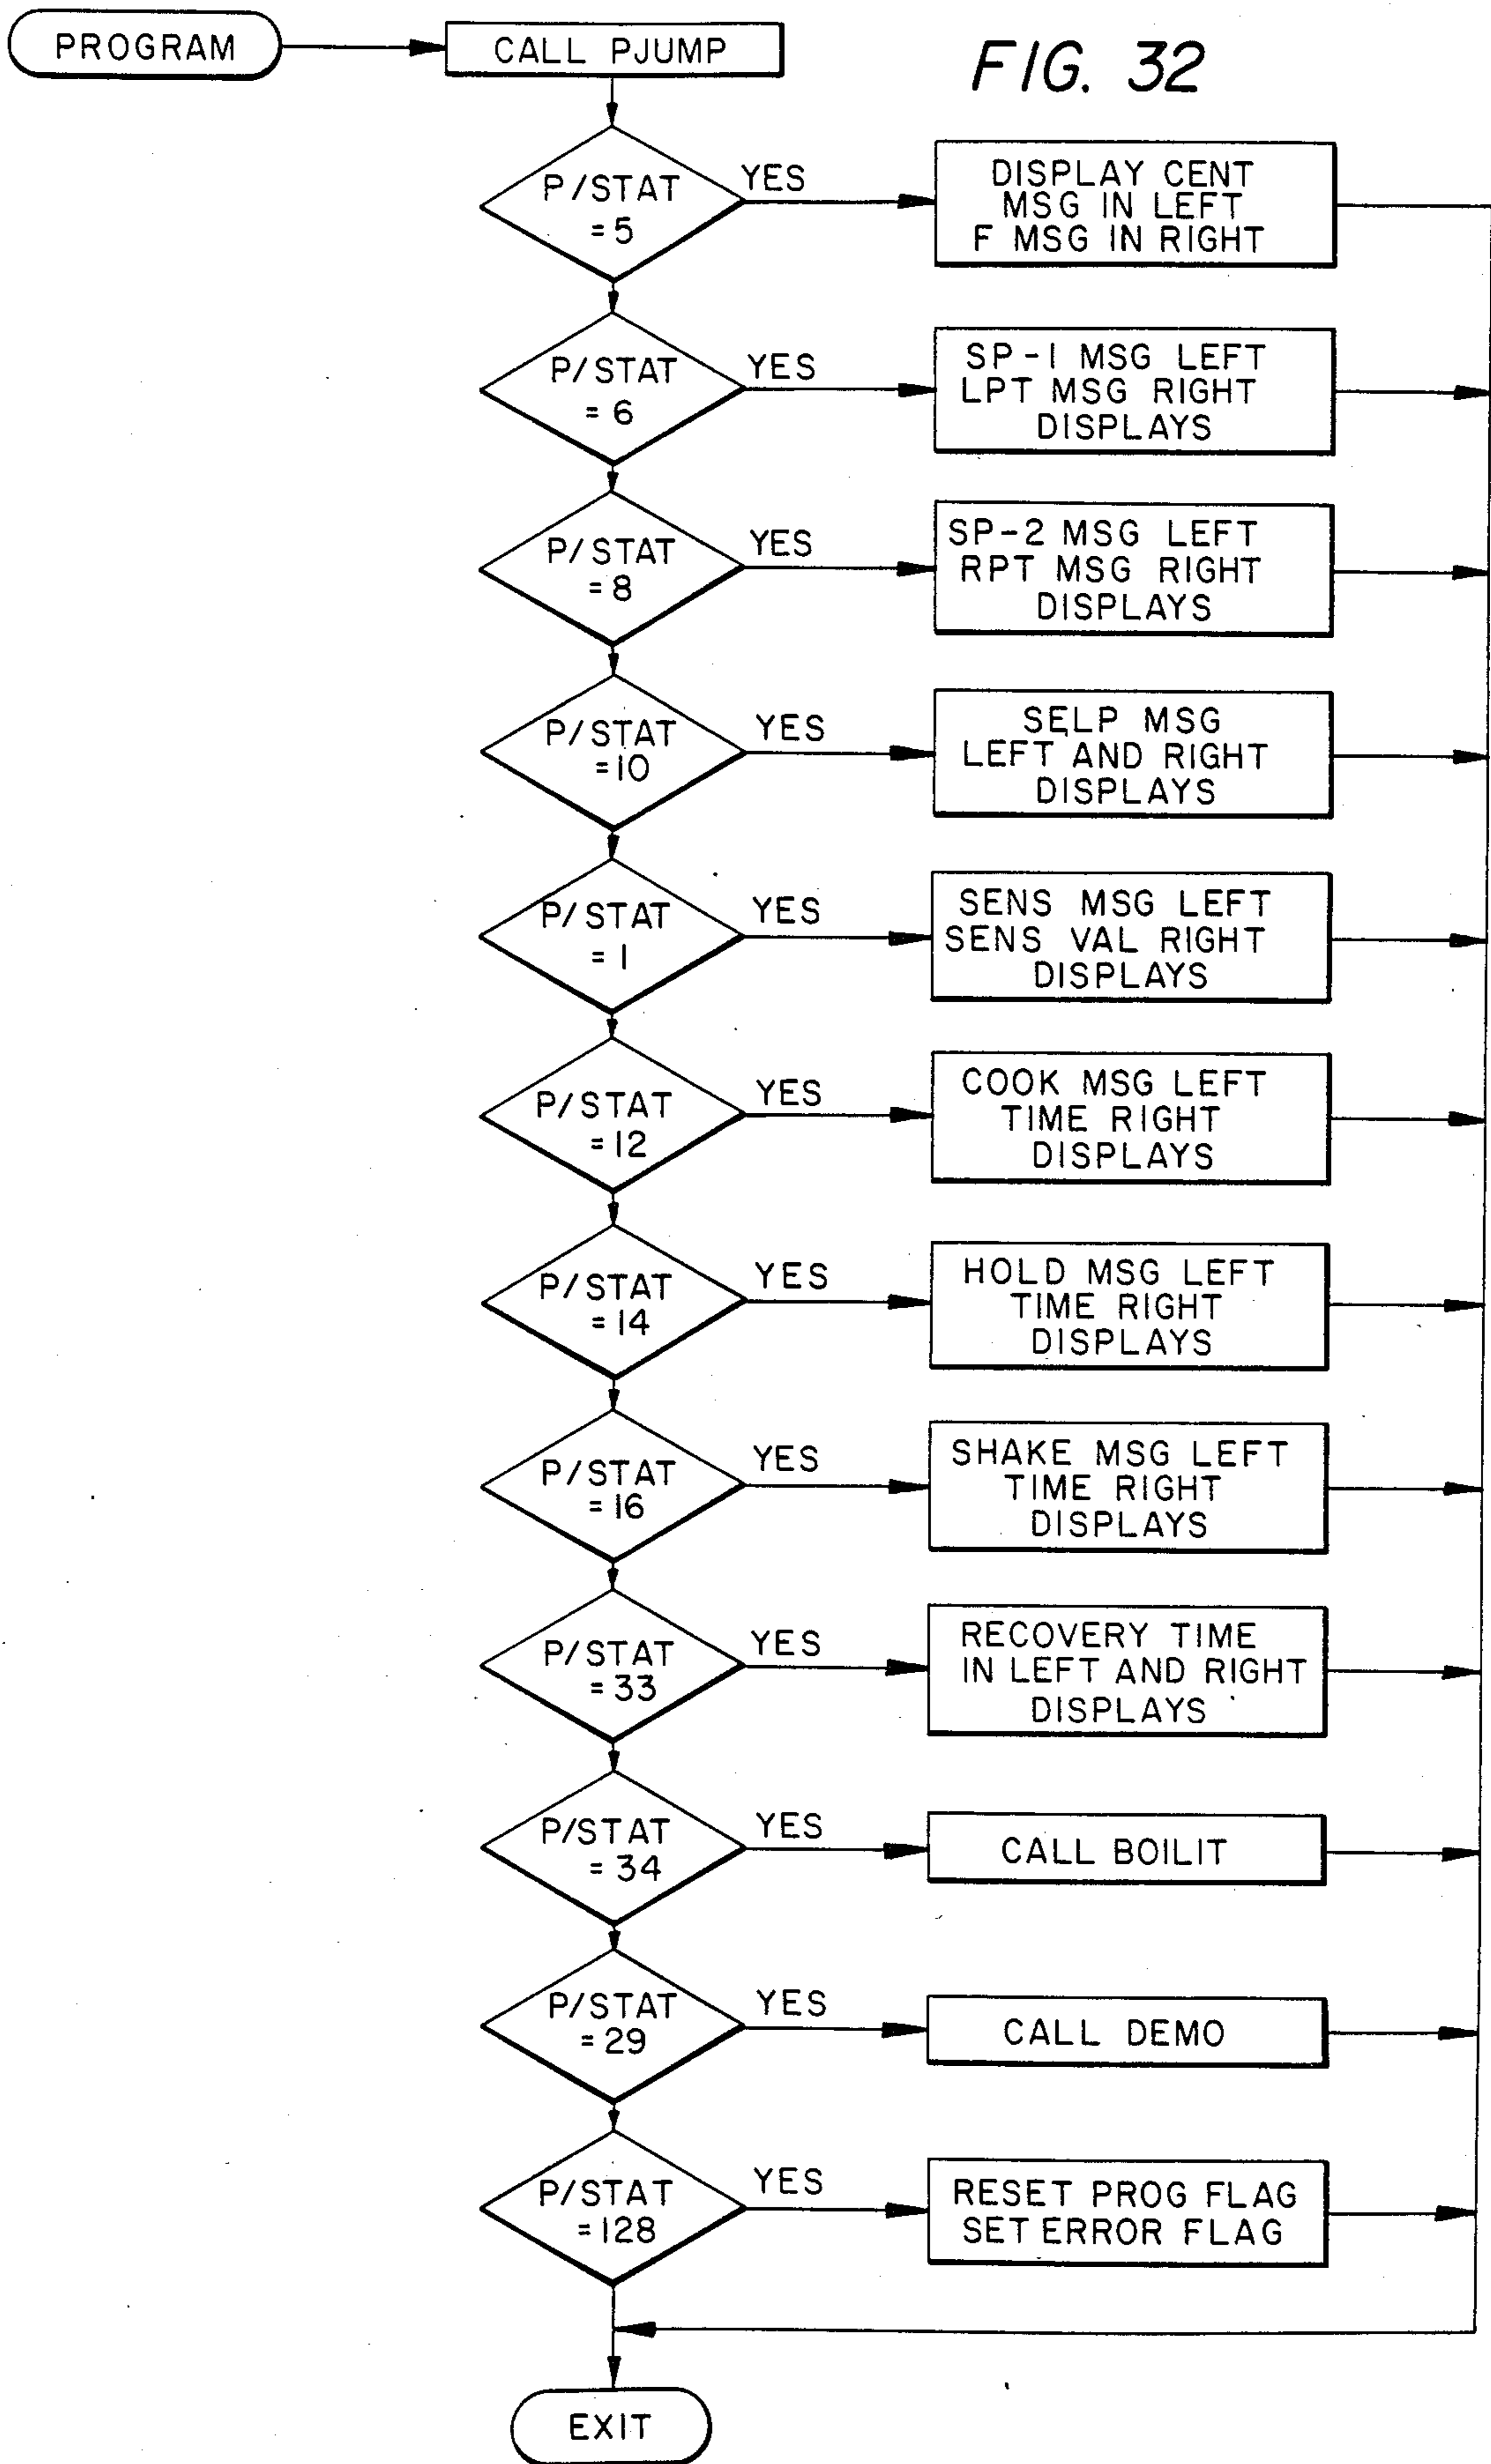 PROGRAM
CALL PJUMP
FIG. 32
P/STAT
=5
YES
DISPLAY CENT
MSG IN LEFT
F MSG IN RIGHT
P/STAT
=6
YES
SP-1 MSG LEFT
LPT MSG RIGHT
DISPLAYS
P/STAT
=8
YES
SP-2 MSG LEFT
RPT MSG RIGHT
DISPLAYS
P/STAT
=10
YES
SELP MSG
LEFT AND RIGHT
DISPLAYS
P/STAT
=1
YES
SENS MSG LEFT
SENS VAL RIGHT
DISPLAYS
P/STAT
=12
YES
COOK MSG LEFT
TIME RIGHT
DISPLAYS
P/STAT
=14
YES
HOLD MSG LEFT
TIME RIGHT
DISPLAYS
P/STAT
=16
YES
SHAKE MSG LEFT
TIME RIGHT
DISPLAYS
P/STAT
=33
YES
RECOVERY TIME
IN LEFT AND RIGHT
DISPLAYS
P/STAT
=34
YES
CALL BOILIT
P/STAT
=29
YES
CALL DEMO
P/STAT
=128
YES
RESET PROG FLAG
SET ERROR FLAG
EXIT